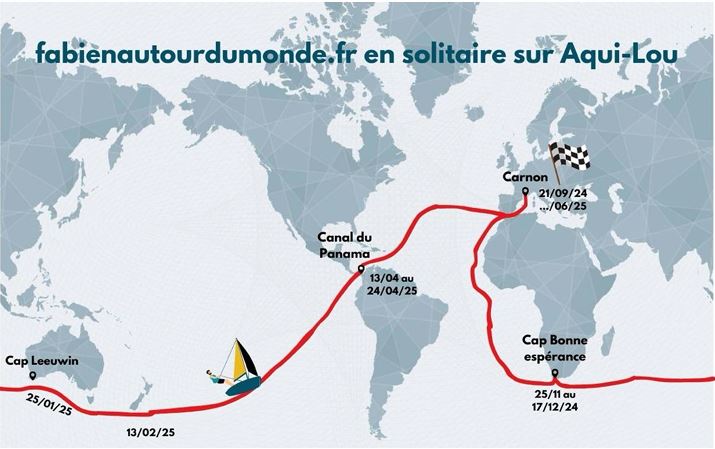 fabienautourdumonde.fr en solitaire sur Aqui-Lou
Carnon
21/09/24
.../06/25
Canal du
Panama
13/04 au
24/04/25
Cap Leeuwin
25/01/25
13/02/25
Cap Bonne
espérance
25/11 au
17/12/24